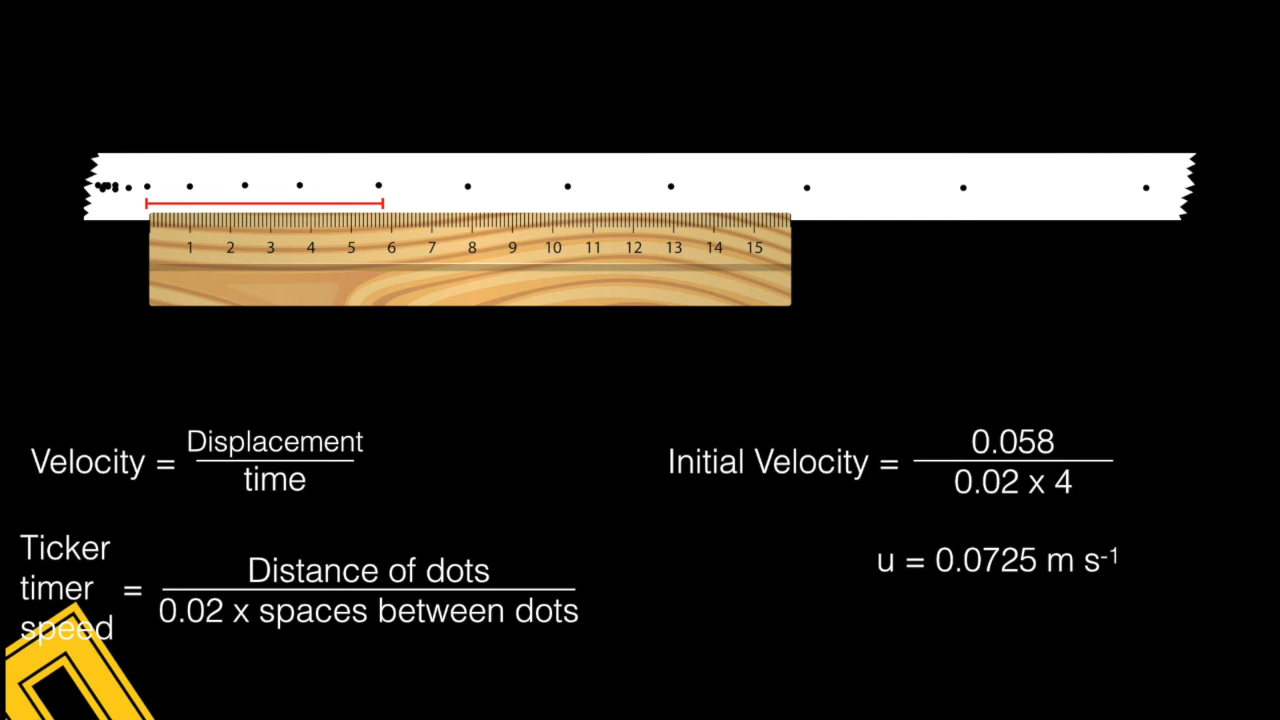 1 2 3 4 5 6 7 8 9 10 11 12 13 14 15
Velocity = Displacement
time
Initial Velocity = 0.058
0.02 x 4
u = 0.0725 m s-1
Ticker
timer
speed
= Distance of dots
0.02 x spaces between dots